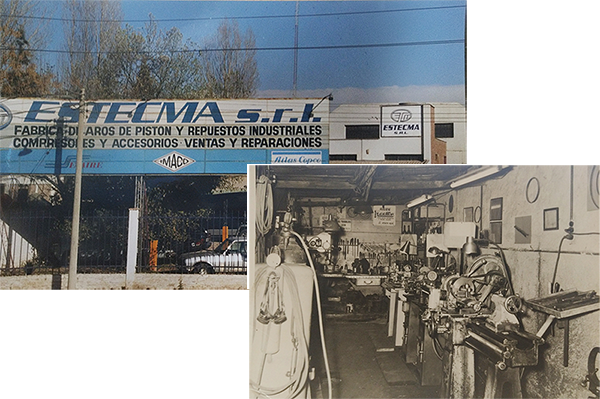 ESTECMA s.r.l.
FABRICA DE AROS DE PISTON Y REPUESTOS INDUSTRIALES
COMPRESORES Y ACCESORIOS VENTAS Y REPARACIONES
MACO
Atlas Copco
ESTECMA
S.R.L.